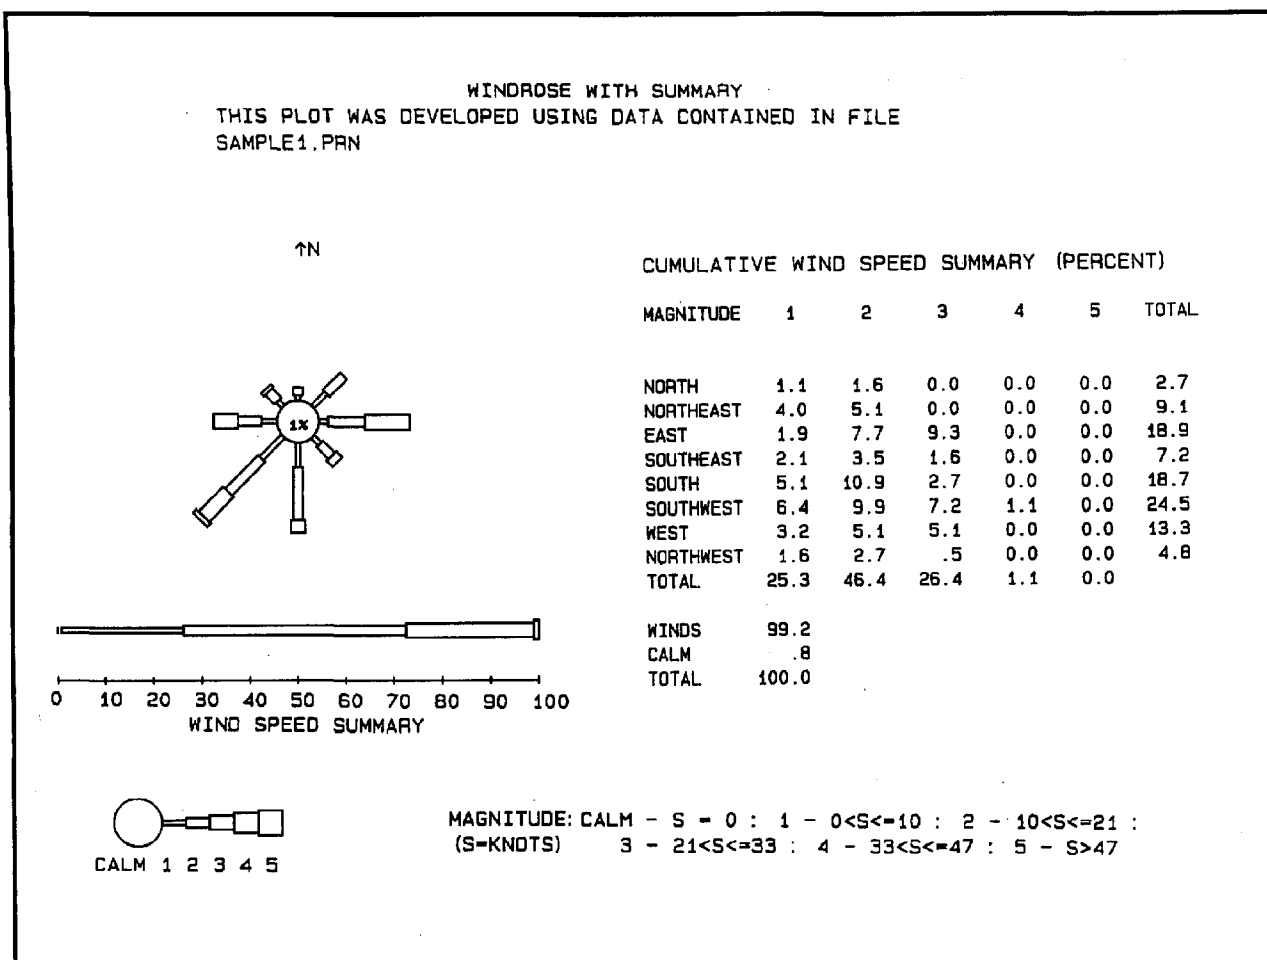 WINDROSE WITH SUMMARY
THIS PLOT WAS DEVELOPED USING DATA CONTAINED IN FILE
SAMPLE1.PRN
↑N
1%
CUMULATIVE WIND SPEED SUMMARY (PERCENT)
MAGNITUDE 1 2 3 4 5 TOTAL
NORTH 1.1 1.6 0.0 0.0 0.0 2.7
NORTHEAST 4.0 5.1 0.0 0.0 0.0 9.1
EAST 1.9 7.7 9.3 0.0 0.0 18.9
SOUTHEAST 2.1 3.5 1.6 0.0 0.0 7.2
SOUTH 5.1 10.9 2.7 0.0 0.0 18.7
SOUTHWEST 6.4 9.9 7.2 1.1 0.0 24.5
WEST 3.2 5.1 5.1 0.0 0.0 13.3
NORTHWEST 1.6 2.7 .5 0.0 0.0 4.8
TOTAL 25.3 46.4 26.4 1.1 0.0
WINDS 99.2
CALM .8
TOTAL 100.0
0 10 20 30 40 50 60 70 80 90 100
WIND SPEED SUMMARY
CALM 1 2 3 4 5
MAGNITUDE: CALM - S = 0 : 1 - 0<S<=10 : 2 - 10<S<=21 :
(S=KNOTS) 3 - 21<S<=33 : 4 - 33<S<=47 : 5 - S>47